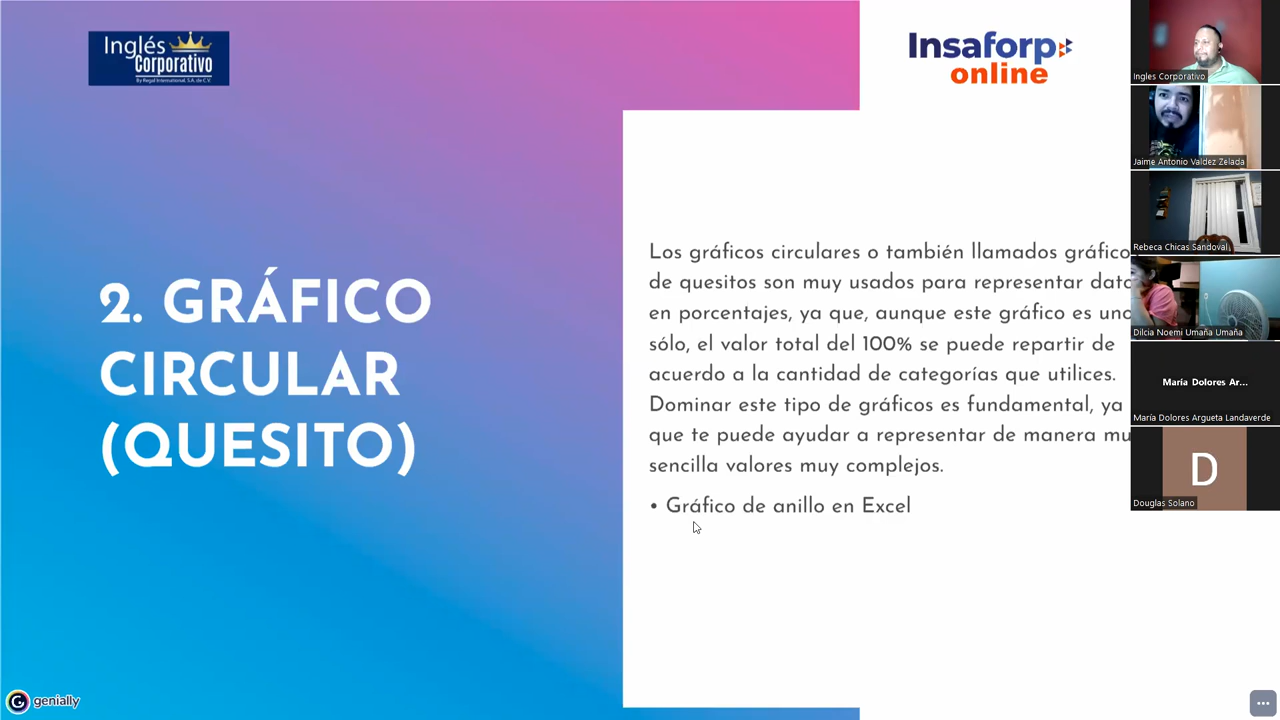 Inglés
Corporativo
By Regal International, S.A. de C.V.
Insaforp
online
2. GRÁFICO
CIRCULAR
(QUESITO)
Los gráficos circulares o también llamados gráfico
de quesitos son muy usados para representar dato
en porcentajes, ya que, aunque este gráfico es uno
sólo, el valor total del 100% se puede repartir de
acuerdo a la cantidad de categorías que utilices.
Dominar este tipo de gráficos es fundamental, ya
que te puede ayudar a representar de manera mu
sencilla valores muy complejos.
• Gráfico de anillo en Excel
Ingles Corporativo
Jaime Antonio Valdez Zelada
Rebeca Chicas Sandoval
Dilcia Noemi Umaña Umaña
María Dolores Ar...
María Dolores Argueta Landaverde
D
Douglas Solano
genially